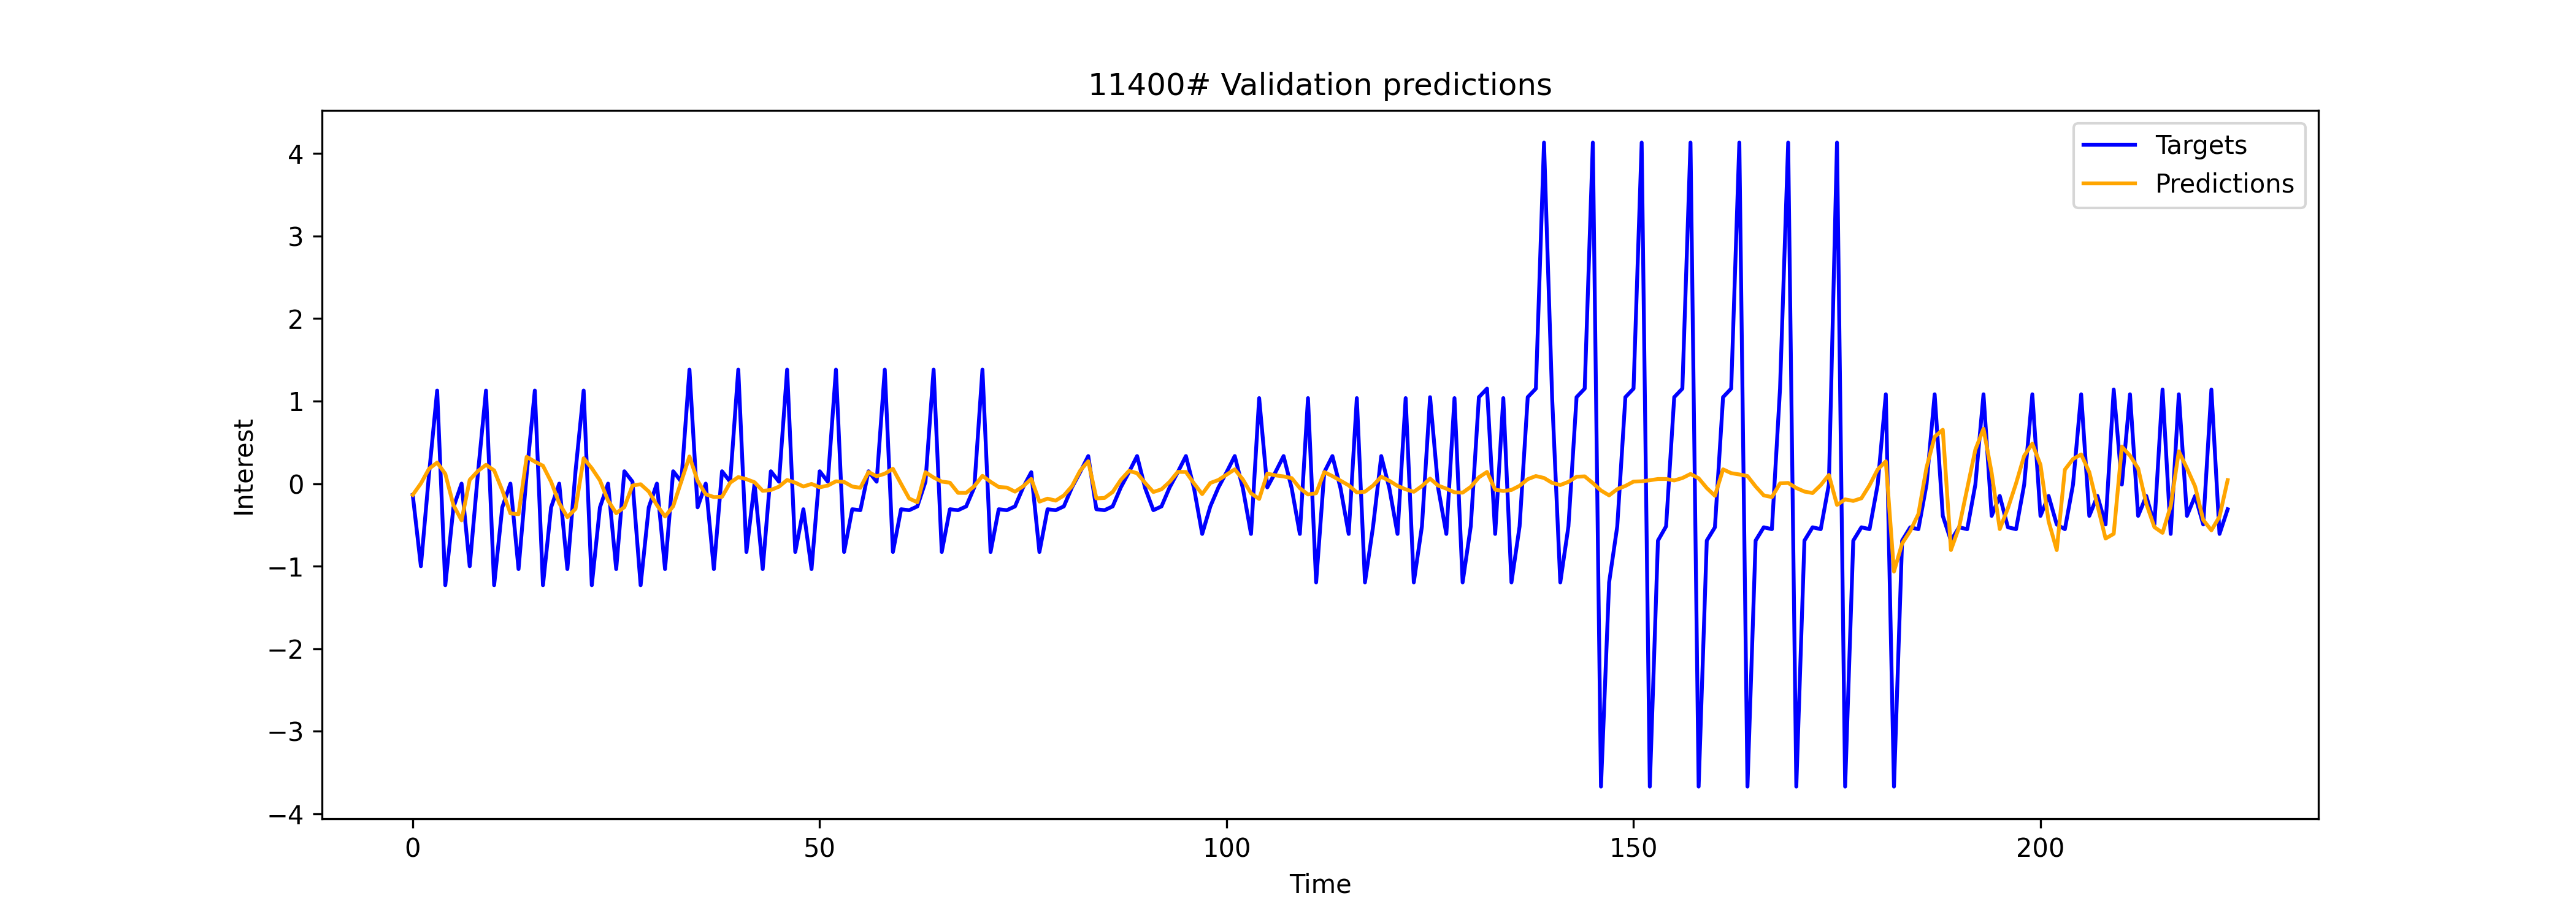 11400# Validation predictions
Targets
Predictions
Interest
4
3
2
1
0
−1
−2
−3
−4
0
50
100
150
200
Time